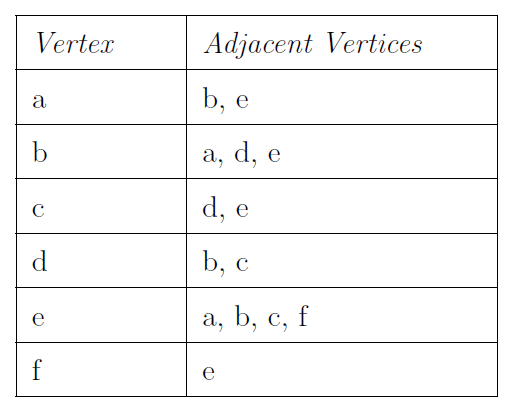 Vertex Adjacent Vertices
a b, e
b a, d, e
c d, e
d b, c
e a, b, c, f
f e